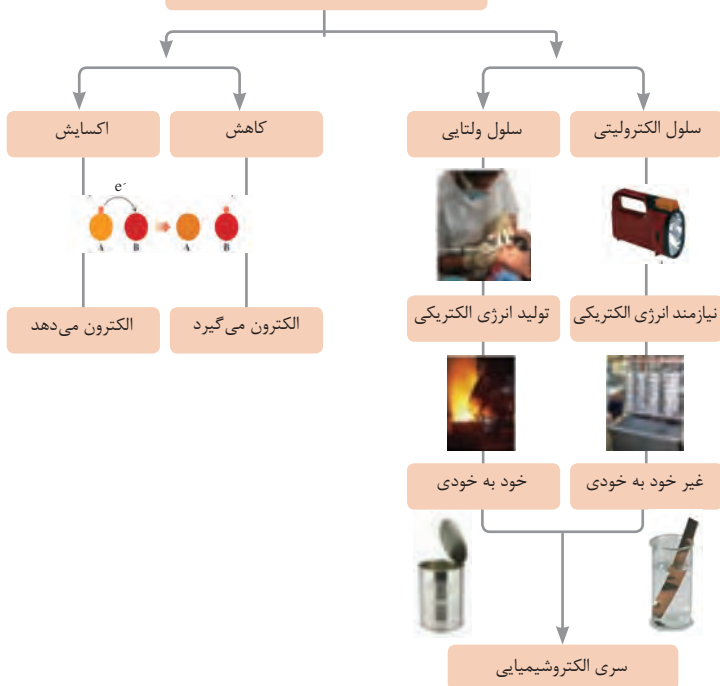 سلول الکترولیتی
سلول ولتایی
کاهش
اکسایش
e⁻
A B A B
نیازمند انرژی الکتریکی
تولید انرژی الکتریکی
الکترون می‌گیرد
الکترون می‌دهد
غیر خود به خودی
خود به خودی
سری الکتروشیمیایی